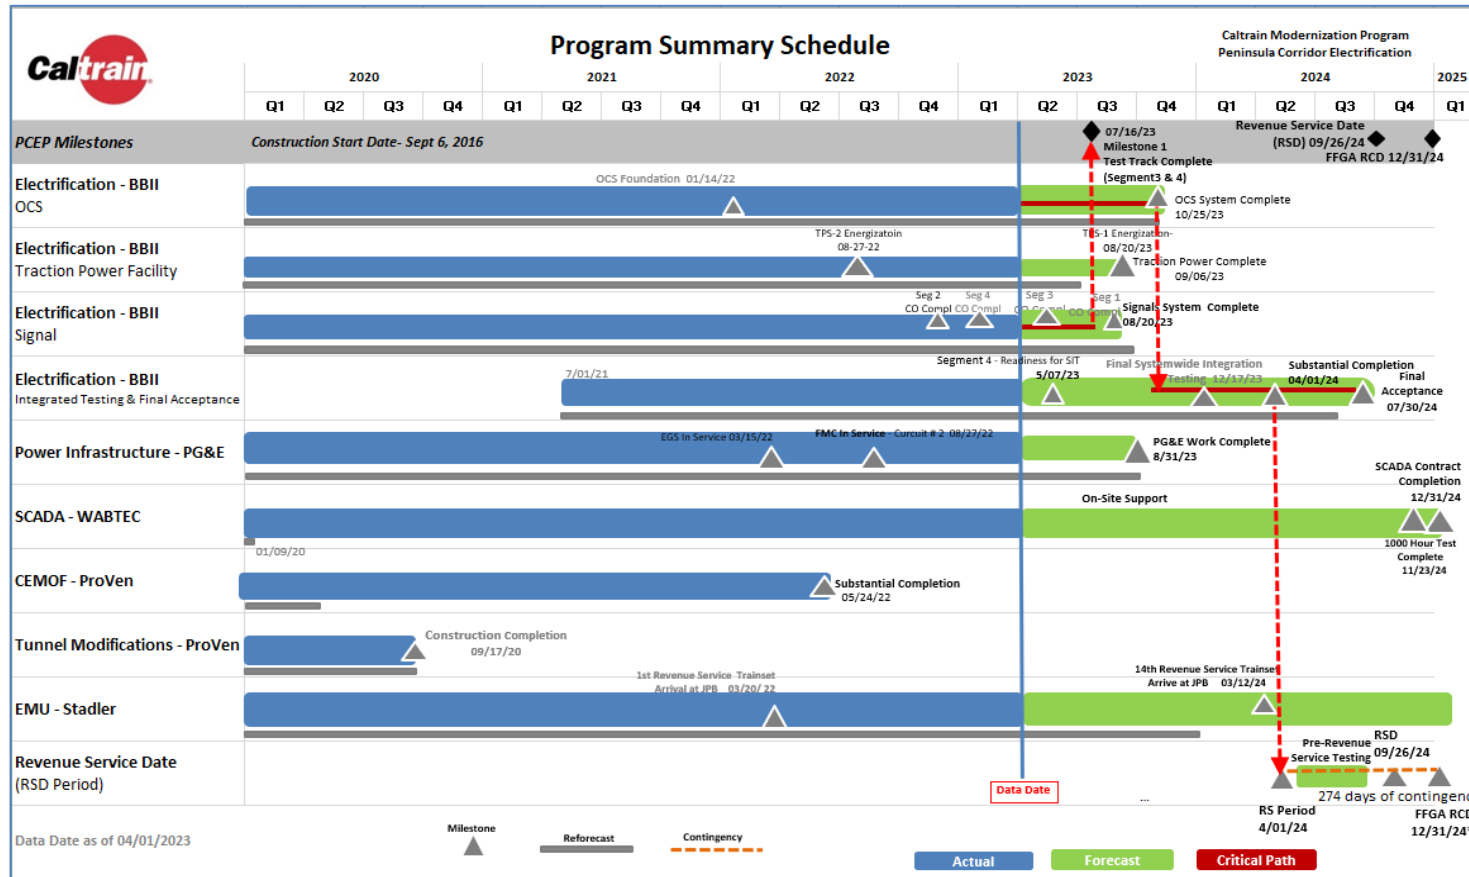 Caltrain
Program Summary Schedule
Caltrain Modernization Program
Peninsula Corridor Electrification
2020 2021 2022 2023 2024 2025
Q1 Q2 Q3 Q4 Q1 Q2 Q3 Q4 Q1 Q2 Q3 Q4 Q1 Q2 Q3 Q4 Q1 Q2 Q3 Q4 Q1
PCEP Milestones
Construction Start Date- Sept 6, 2016
07/16/23
Milestone 1
Test Track Complete
(Segment3 & 4)
Revenue Service Date
(RSD) 09/26/24
FFGA RCD 12/31/24
Electrification - BBII
OCS
OCS Foundation 01/14/22
OCS System Complete
10/25/23
Electrification - BBII
Traction Power Facility
TPS-2 Energizatoin
08-27-22
TPS-1 Energization-
08/20/23
Traction Power Complete
09/06/23
Electrification - BBII
Signal
Seg 2
CO Compl
Seg 4
CO Compl
Seg 3
CO Compl
Seg 1
CO Compl
Signals System Complete
08/20/23
Electrification - BBII
Integrated Testing & Final Acceptance
7/01/21
Segment 4 - Readiness for SIT
5/07/23
Final Systemwide Integration
Testing 12/17/23
Substantial Completion
04/01/24
Final
Acceptance
07/30/24
Power Infrastructure - PG&E
EGS In Service 03/15/22
FMC In Service - Curcuit # 2 08/27/22
PG&E Work Complete
8/31/23
SCADA - WABTEC
01/09/20
On-Site Support
SCADA Contract
Completion
12/31/24
1000 Hour Test
Complete
11/23/24
CEMOF - ProVen
Substantial Completion
05/24/22
Tunnel Modifications - ProVen
Construction Completion
09/17/20
EMU - Stadler
1st Revenue Service Trainset
Arrival at JPB 03/20/ 22
14th Revenue Service Trainset
Arrive at JPB 03/12/24
Revenue Service Date
(RSD Period)
Data Date
...
Pre-Revenue
Service Testing
RSD
09/26/24
274 days of contingenc
RS Period
4/01/24
FFGA RCD
12/31/24*
Data Date as of 04/01/2023
Milestone
Reforecast
Contingency
Actual
Forecast
Critical Path